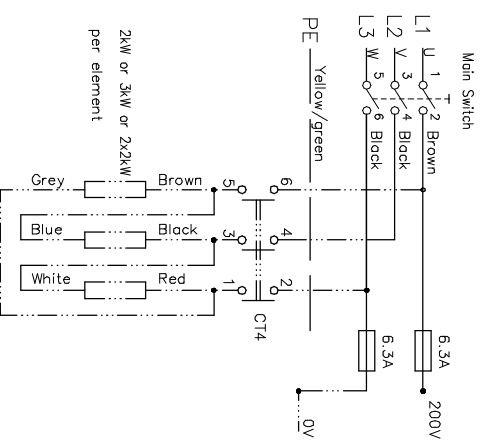 Main Switch
L1
L2
L3
U
V
W
1
3
5
2
4
6
Brown
Black
Black
PE
Yellow/green
2kW or 3kW or 2x2kW
per element
Grey
Brown
5
6
Blue
Black
3
4
White
Red
1
2
CT4
6.3A
6.3A
200V
0V